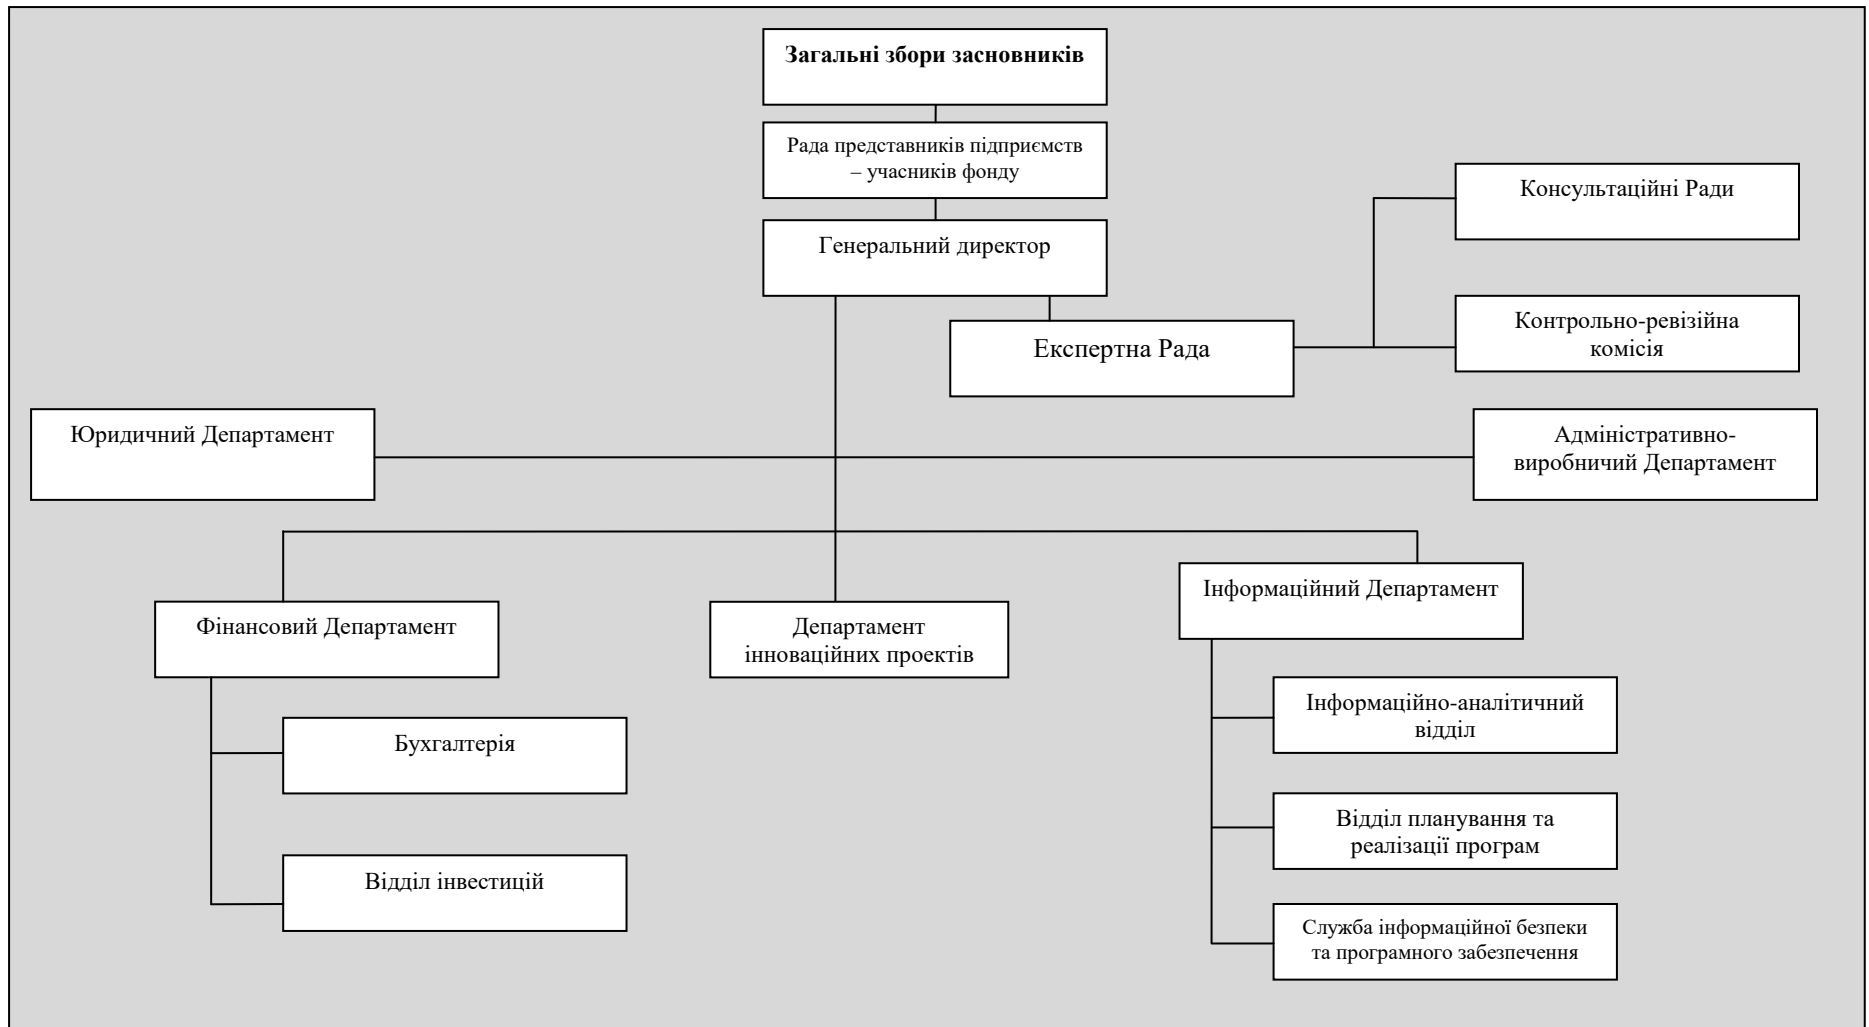 Загальні збори засновників
Рада представників підприємств
– учасників фонду
Генеральний директор
Консультаційні Ради
Контрольно-ревізійна
комісія
Експертна Рада
Юридичний Департамент
Адміністративно-
виробничий Департамент
Фінансовий Департамент
Департамент
інноваційних проектів
Інформаційний Департамент
Бухгалтерія
Відділ інвестицій
Інформаційно-аналітичний
відділ
Відділ планування та
реалізації програм
Служба інформаційної безпеки
та програмного забезпечення